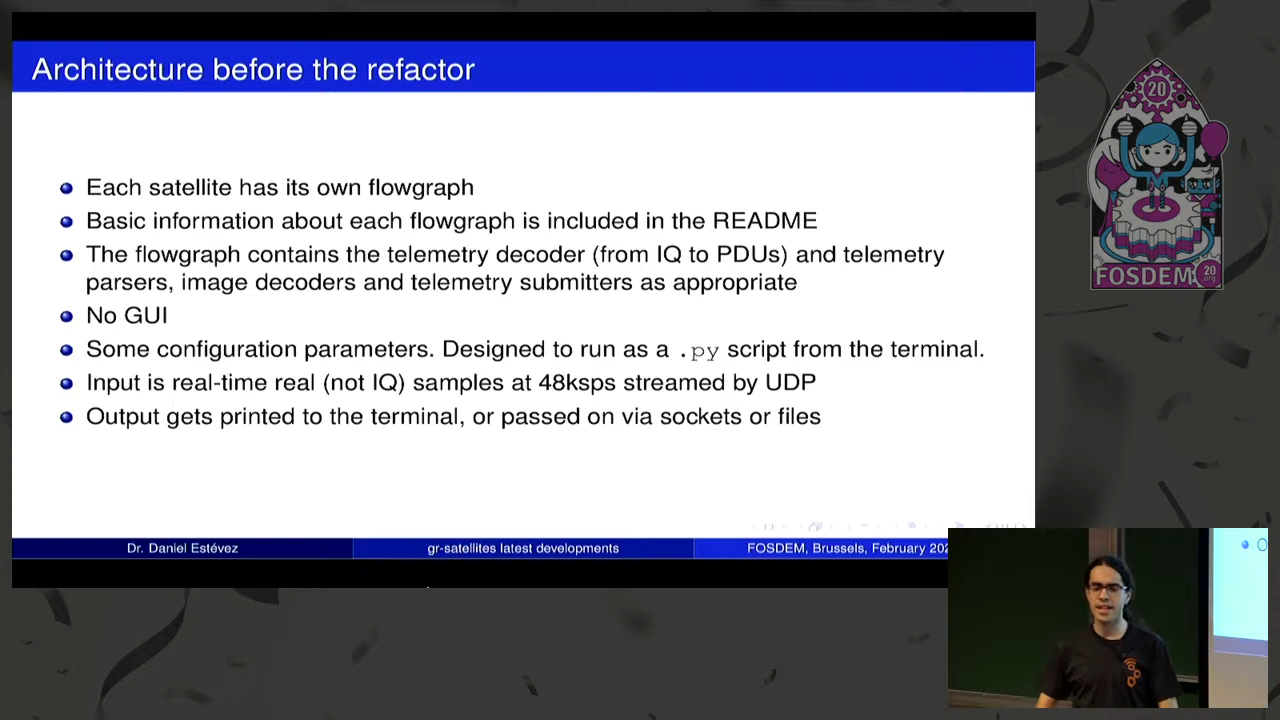 Architecture before the refactor
Each satellite has its own flowgraph
Basic information about each flowgraph is included in the README
The flowgraph contains the telemetry decoder (from IQ to PDUs) and telemetry
parsers, image decoders and telemetry submitters as appropriate
No GUI
Some configuration parameters. Designed to run as a .py script from the terminal.
Input is real-time real (not IQ) samples at 48ksps streamed by UDP
Output gets printed to the terminal, or passed on via sockets or files
Dr. Daniel Estévez
gr-satellites latest developments
FOSDEM, Brussels, February 202
20
FOSDEM
20
.org
O